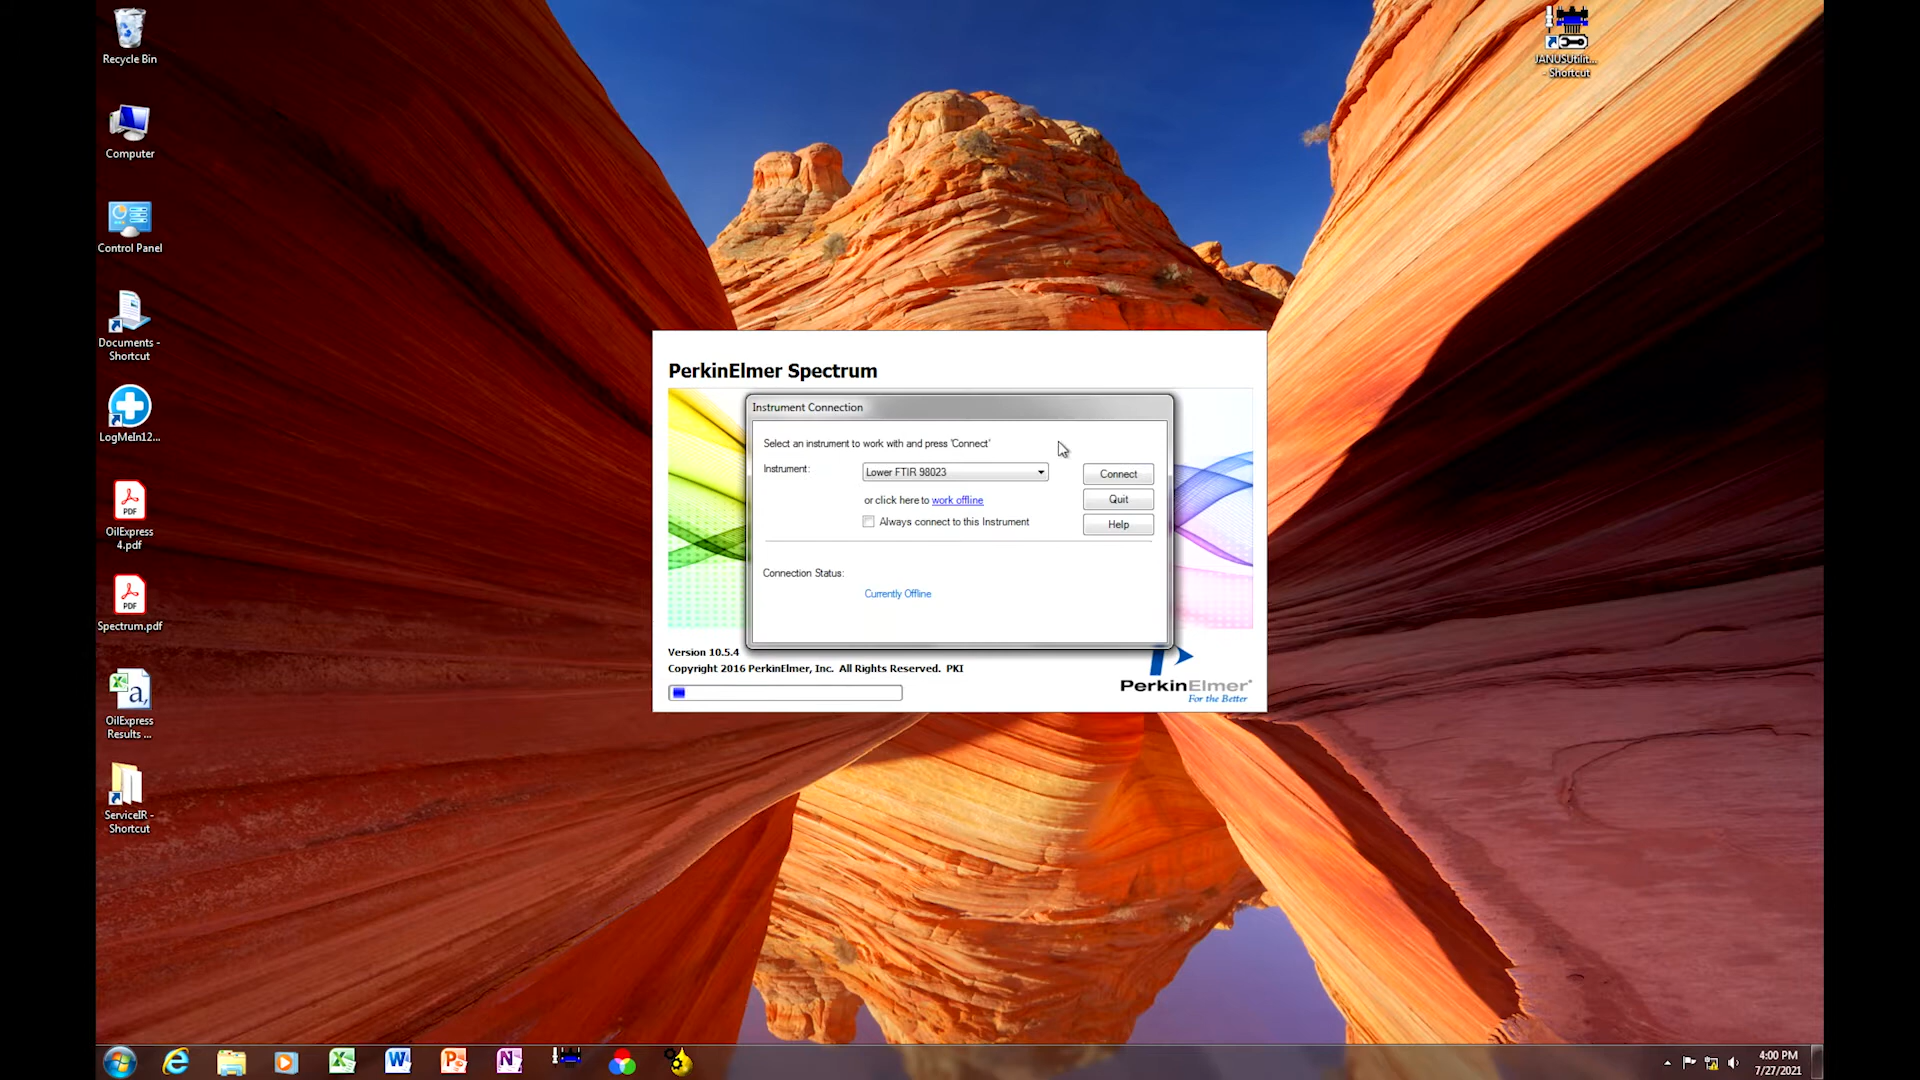 Recycle Bin
JANUSUtilit...
- Shortcut
Computer
Control Panel
Documents -
Shortcut
LogMeIn12...
PDF
OilExpress
4.pdf
PDF
Spectrum.pdf
OilExpress
Results ...
ServiceIR -
Shortcut
PerkinElmer Spectrum
Instrument Connection
Select an instrument to work with and press 'Connect'
Instrument:
Lower FTIR 98023
Connect
or click here to work offline
Quit
Always connect to this Instrument
Help
Connection Status:
Currently Offline
Version 10.5.4
Copyright 2016 PerkinElmer, Inc. All Rights Reserved. PKI
PerkinElmer
For the Better
4:00 PM
7/27/2021